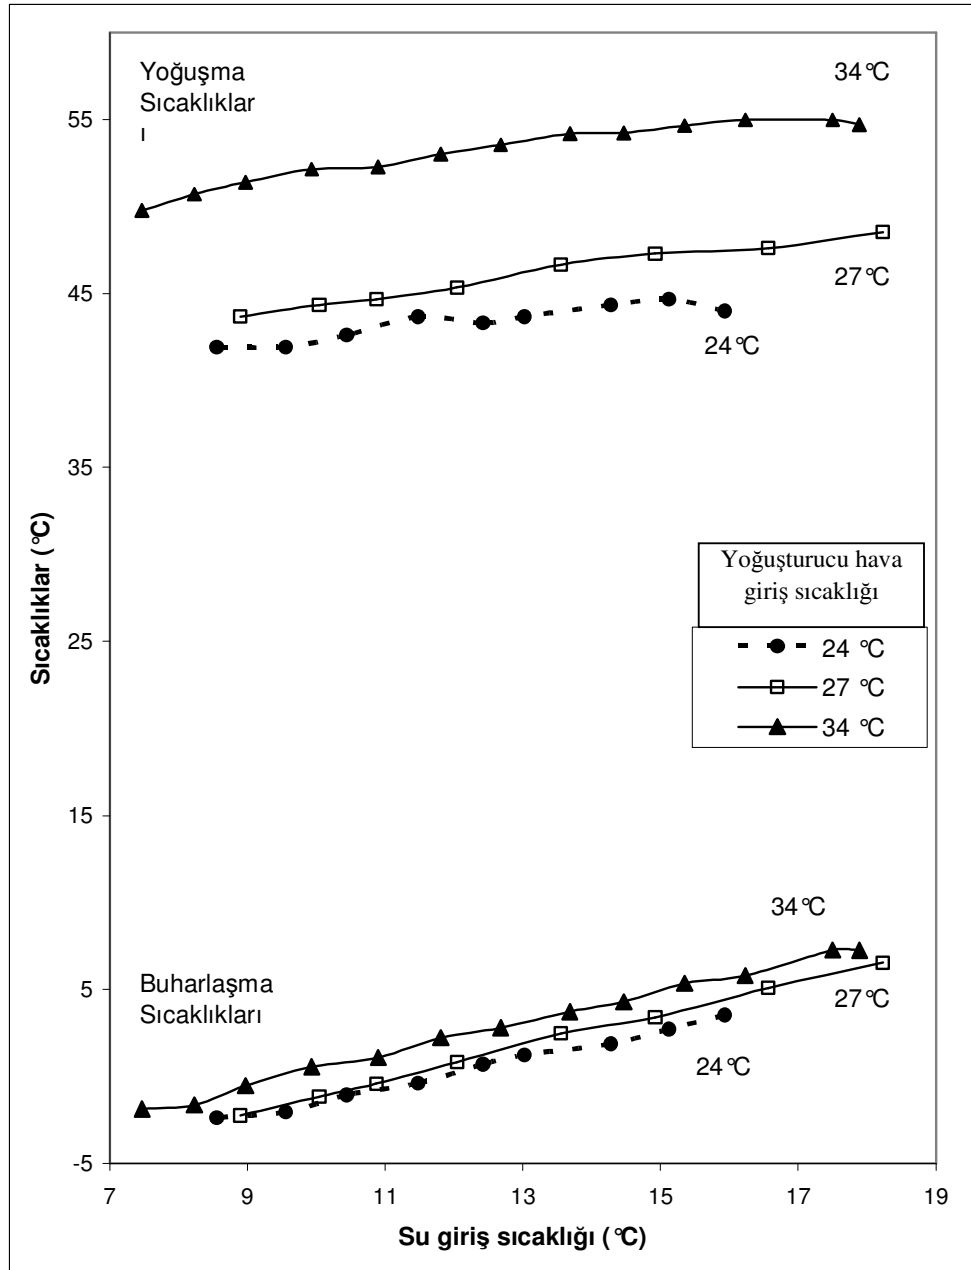 Yoğuşma
Sıcaklıklar
ı
34°C
55
45
27°C
24°C
35
Sıcaklıklar (°C)
Yoğuşturucu hava
giriş sıcaklığı
24 °C
27 °C
34 °C
25
15
34°C
Buharlaşma
Sıcaklıkları
5
27°C
24°C
-5
7 9 11 13 15 17 19
Su giriş sıcaklığı (°C)